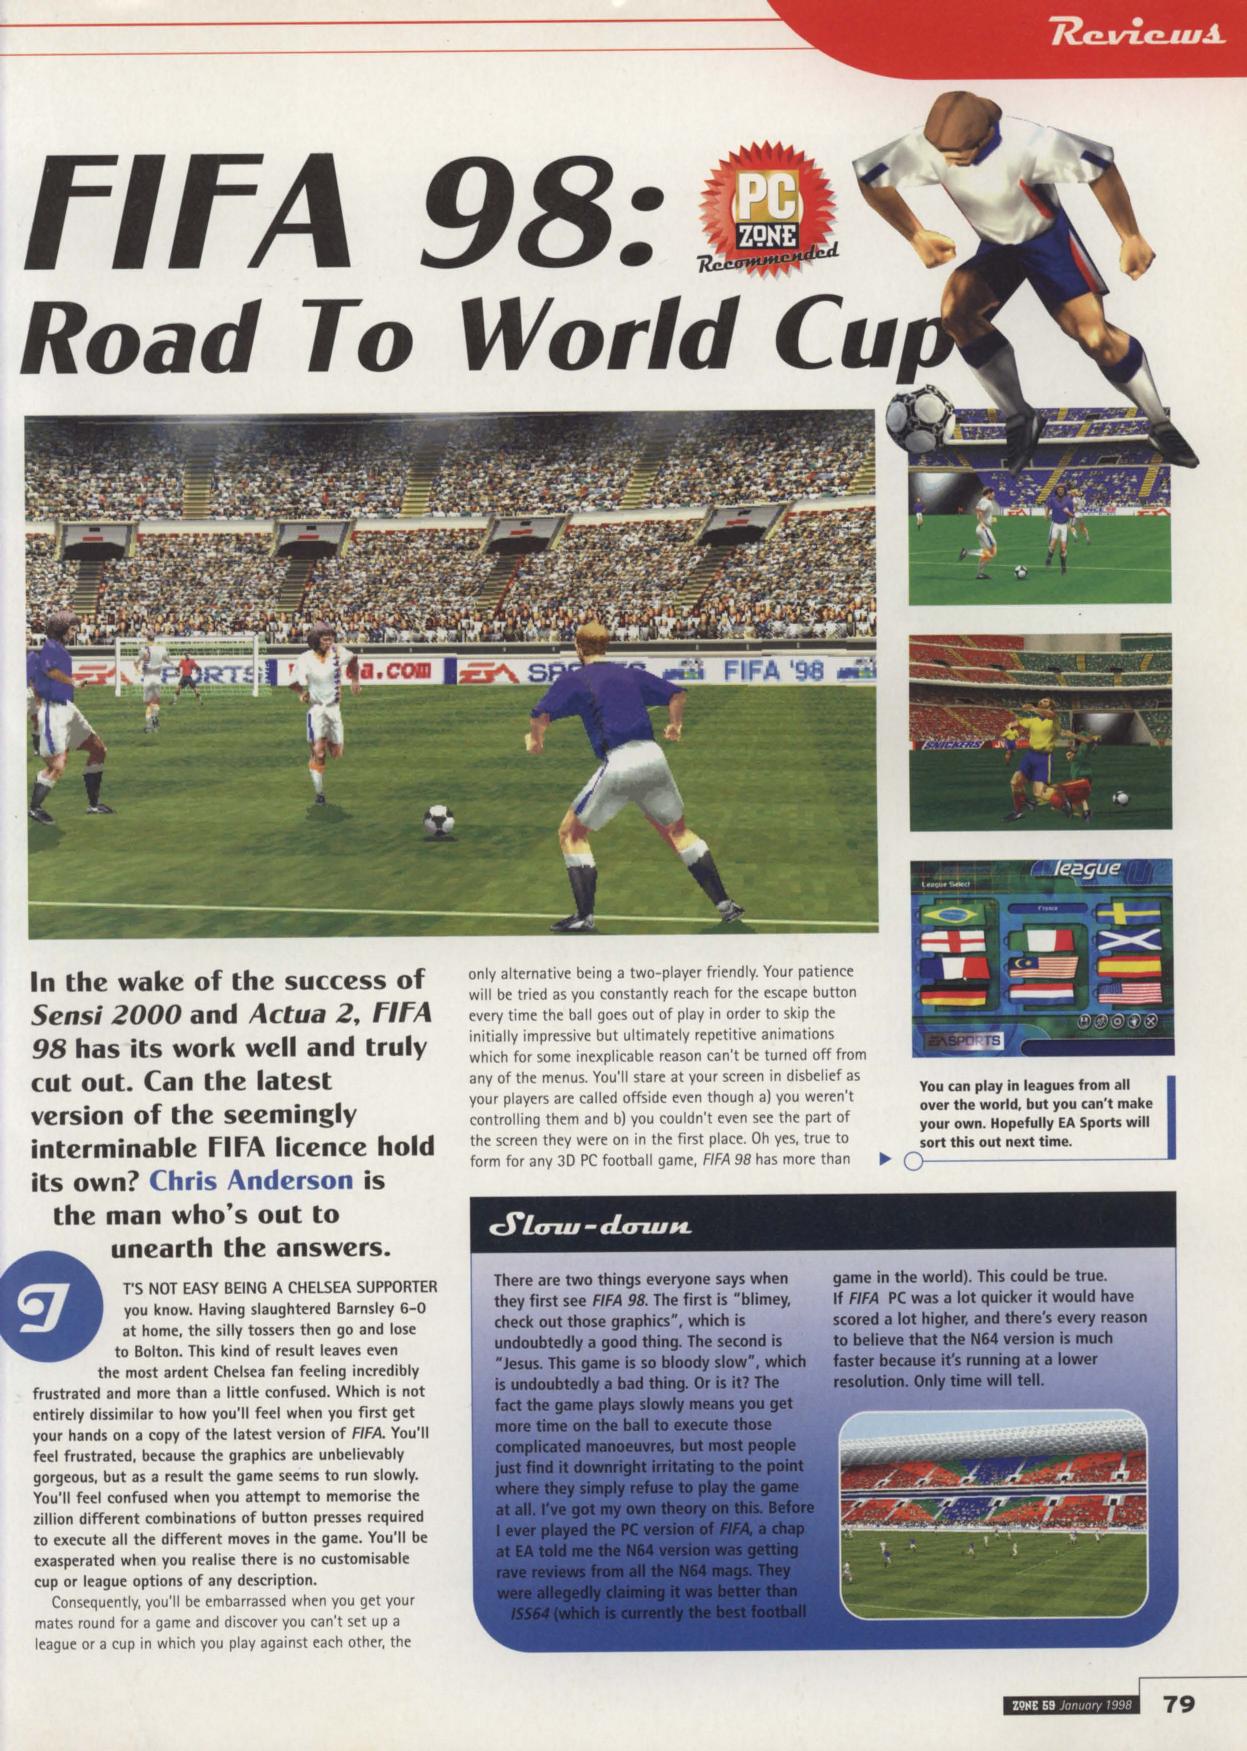 Reviews
FIFA 98:
PC
ZONE
Recommended
Road To World Cup
EA SPORTS
a.com
EA SPORTS
FIFA '98
SNICKERS
league
League Select
France
EA SPORTS
In the wake of the success of
Sensi 2000 and Actua 2, FIFA
98 has its work well and truly
cut out. Can the latest
version of the seemingly
interminable FIFA licence hold
its own? Chris Anderson is
the man who's out to
unearth the answers.
IT'S NOT EASY BEING A CHELSEA SUPPORTER
you know. Having slaughtered Barnsley 6-0
at home, the silly tossers then go and lose
to Bolton. This kind of result leaves even
the most ardent Chelsea fan feeling incredibly
frustrated and more than a little confused. Which is not
entirely dissimilar to how you'll feel when you first get
your hands on a copy of the latest version of FIFA. You'll
feel frustrated, because the graphics are unbelievably
gorgeous, but as a result the game seems to run slowly.
You'll feel confused when you attempt to memorise the
zillion different combinations of button presses required
to execute all the different moves in the game. You'll be
exasperated when you realise there is no customisable
cup or league options of any description.
Consequently, you'll be embarrassed when you get your
mates round for a game and discover you can't set up a
league or a cup in which you play against each other, the
only alternative being a two-player friendly. Your patience
will be tried as you constantly reach for the escape button
every time the ball goes out of play in order to skip the
initially impressive but ultimately repetitive animations
which for some inexplicable reason can't be turned off from
any of the menus. You'll stare at your screen in disbelief as
your players are called offside even though a) you weren't
controlling them and b) you couldn't even see the part of
the screen they were on in the first place. Oh yes, true to
form for any 3D PC football game, FIFA 98 has more than
You can play in leagues from all
over the world, but you can't make
your own. Hopefully EA Sports will
sort this out next time.
Slow-down
There are two things everyone says when
they first see FIFA 98. The first is "blimey,
check out those graphics", which is
undoubtedly a good thing. The second is
"Jesus. This game is so bloody slow", which
is undoubtedly a bad thing. Or is it? The
fact the game plays slowly means you get
more time on the ball to execute those
complicated manoeuvres, but most people
just find it downright irritating to the point
where they simply refuse to play the game
at all. I've got my own theory on this. Before
I ever played the PC version of FIFA, a chap
at EA told me the N64 version was getting
rave reviews from all the N64 mags. They
were allegedly claiming it was better than
ISS64 (which is currently the best football
game in the world). This could be true.
If FIFA PC was a lot quicker it would have
scored a lot higher, and there's every reason
to believe that the N64 version is much
faster because it's running at a lower
resolution. Only time will tell.
ZONE 59 January 1998
79